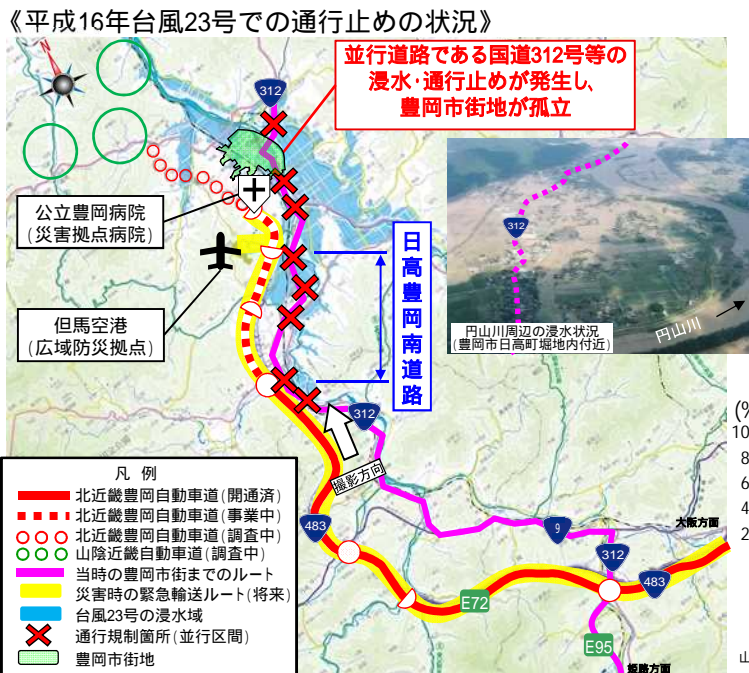 《平成16年台風23号での通行止めの状況》
並行道路である国道312号等の
浸水・通行止めが発生し、
豊岡市街地が孤立
312
公立豊岡病院
(災害拠点病院)
但馬空港
(広域防災拠点)
日高豊岡南道路
312
円山川
円山川周辺の浸水状況
(豊岡市日高町堀地内付近)
312
撮影方向
483
9
大阪方面
312
483
E72
E95
姫路方面
凡 例
北近畿豊岡自動車道(開通済)
北近畿豊岡自動車道(事業中)
北近畿豊岡自動車道(調査中)
山陰近畿自動車道(調査中)
当時の豊岡市街までのルート
災害時の緊急輸送ルート(将来)
台風23号の浸水域
通行規制箇所(並行区間)
豊岡市街地
(%
10
8
6
4
2
山